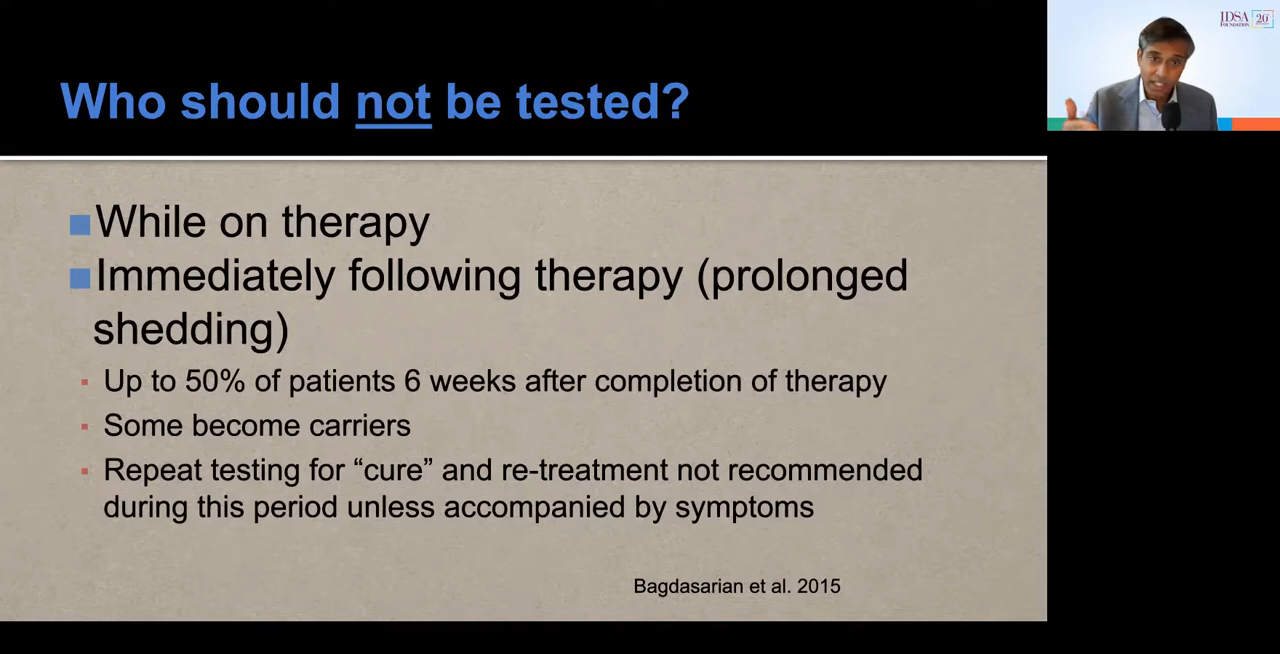 IDSA
FOUNDATION
20
Who should not be tested?
While on therapy
Immediately following therapy (prolonged
shedding)
Up to 50% of patients 6 weeks after completion of therapy
Some become carriers
Repeat testing for “cure” and re-treatment not recommended
during this period unless accompanied by symptoms
Bagdasarian et al. 2015